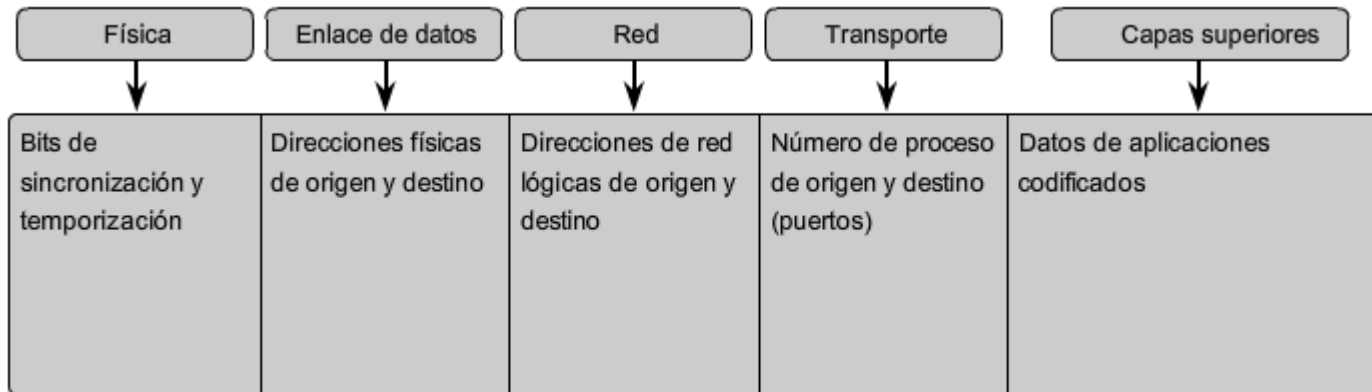 Física
Enlace de datos
Red
Transporte
Capas superiores
Bits de
sincronización y
temporización
Direcciones físicas
de origen y destino
Direcciones de red
lógicas de origen y
destino
Número de proceso
de origen y destino
(puertos)
Datos de aplicaciones
codificados